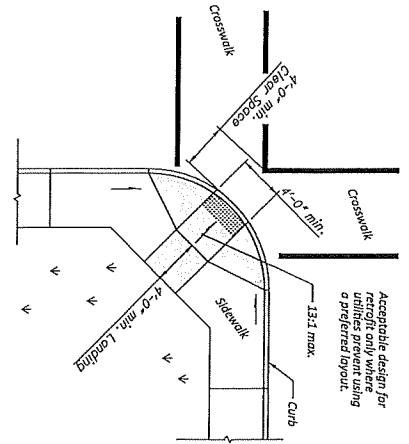 Crosswalk
4'-0" min.
Clear Space
4'-0" min.
Crosswalk
Acceptable design for
retrofit only where
utilities prevent using
a preferred layout.
13:1 max.
Sidewalk
4'-0" min. Landing
Curb